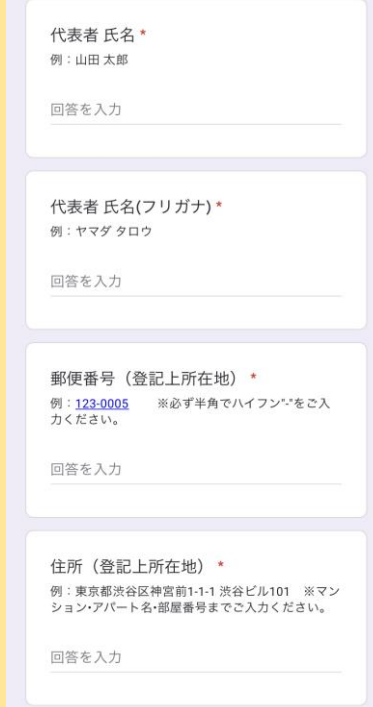 代表者 氏名 *
例：山田 太郎
回答を入力
代表者 氏名(フリガナ) *
例：ヤマダ タロウ
回答を入力
郵便番号（登記上所在地） *
例：123-0005　　※必ず半角でハイフン"-"をご入
力ください。
回答を入力
住所（登記上所在地） *
例：東京都渋谷区神宮前1-1-1 渋谷ビル101　※マン
ション•アパート名•部屋番号までご入力ください。
回答を入力